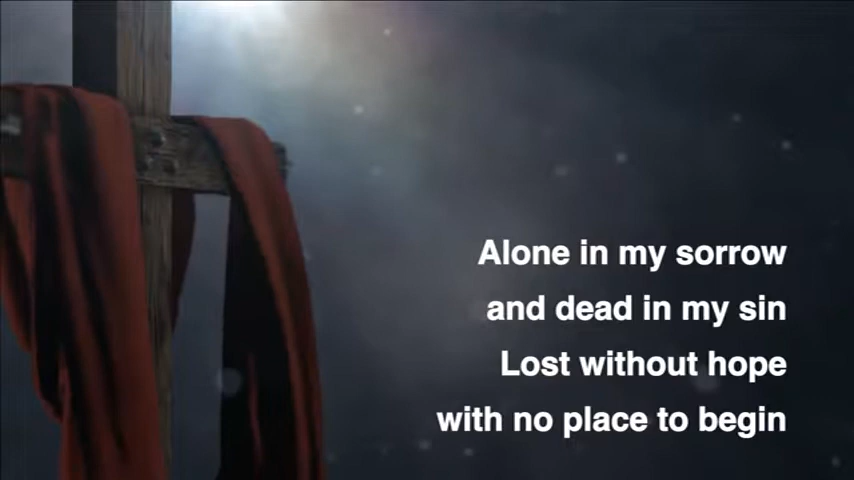 Alone in my sorrow
and dead in my sin
Lost without hope
with no place to begin